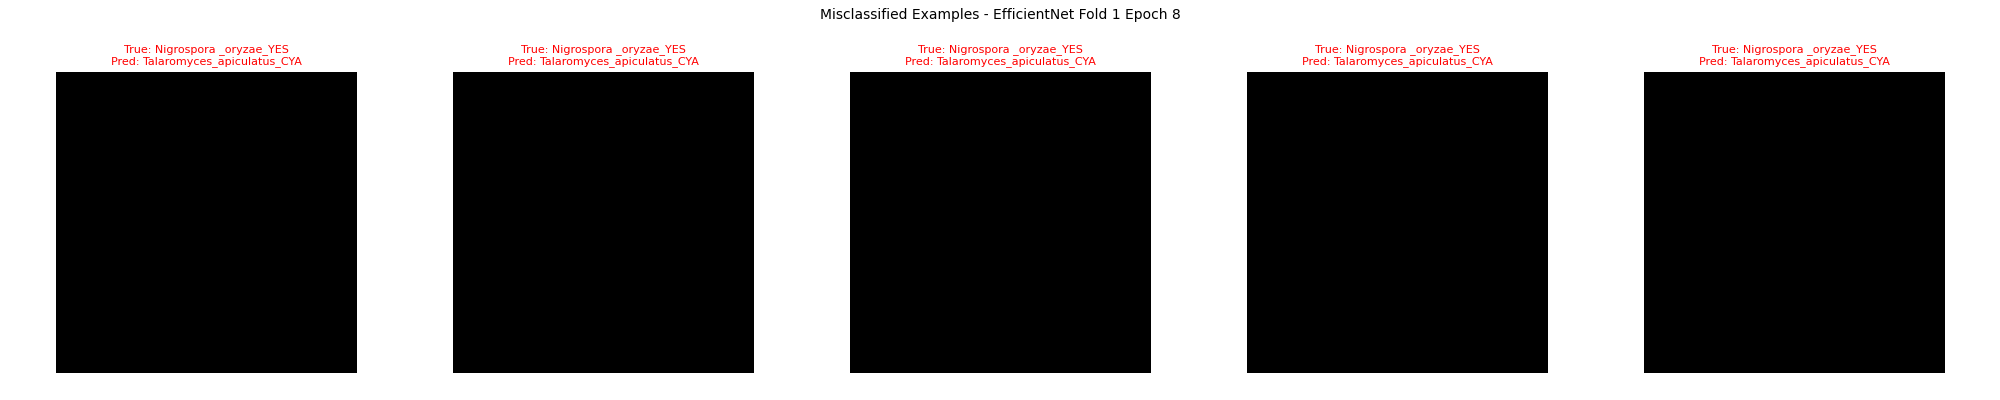 Misclassified Examples - EfficientNet Fold 1 Epoch 8
True: Nigrospora _oryzae_YES
Pred: Talaromyces_apiculatus_CYA
True: Nigrospora _oryzae_YES
Pred: Talaromyces_apiculatus_CYA
True: Nigrospora _oryzae_YES
Pred: Talaromyces_apiculatus_CYA
True: Nigrospora _oryzae_YES
Pred: Talaromyces_apiculatus_CYA
True: Nigrospora _oryzae_YES
Pred: Talaromyces_apiculatus_CYA